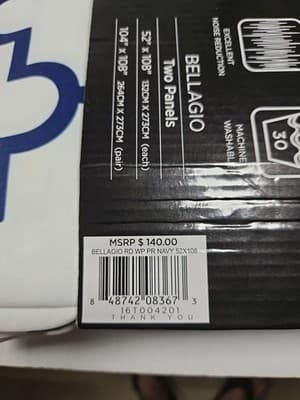 EXCELLENT
NOISE REDUCTION
MACHINE
WASHABLE
30
BELLAGIO
Two Panels
52" x 108" 132CM X 273CM (each)
104" x 108" 264CM X 273CM (pair)
MSRP $ 140.00
BELLAGIO RD WP PR NAVY 52X108
8 48742 08367 3
16T004201
THANK YOU